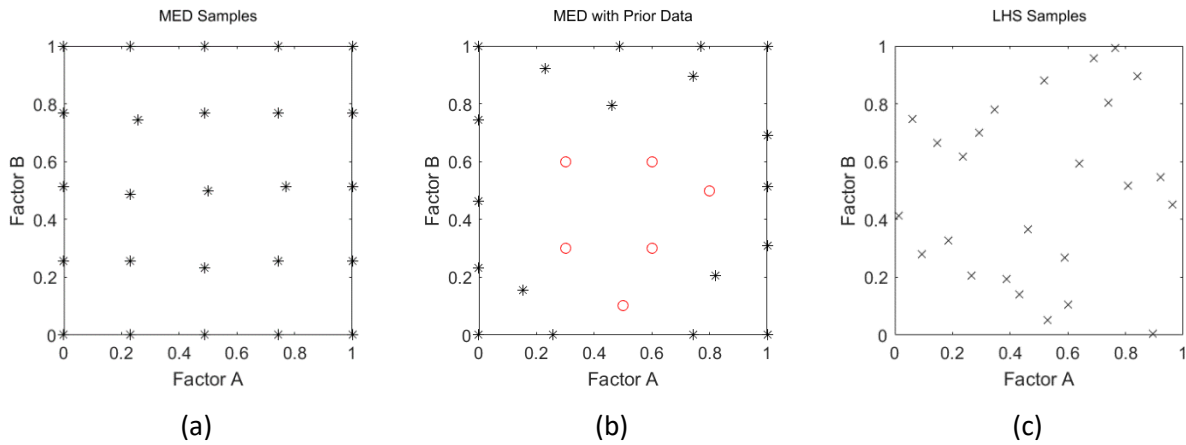 MED Samples
MED with Prior Data
LHS Samples
1
0.8
0.6
0.4
0.2
0
Factor B
0 0.2 0.4 0.6 0.8 1
Factor A
(a)
1
0.8
0.6
0.4
0.2
0
Factor B
0 0.2 0.4 0.6 0.8 1
Factor A
(b)
1
0.8
0.6
0.4
0.2
0
Factor B
0 0.2 0.4 0.6 0.8 1
Factor A
(c)